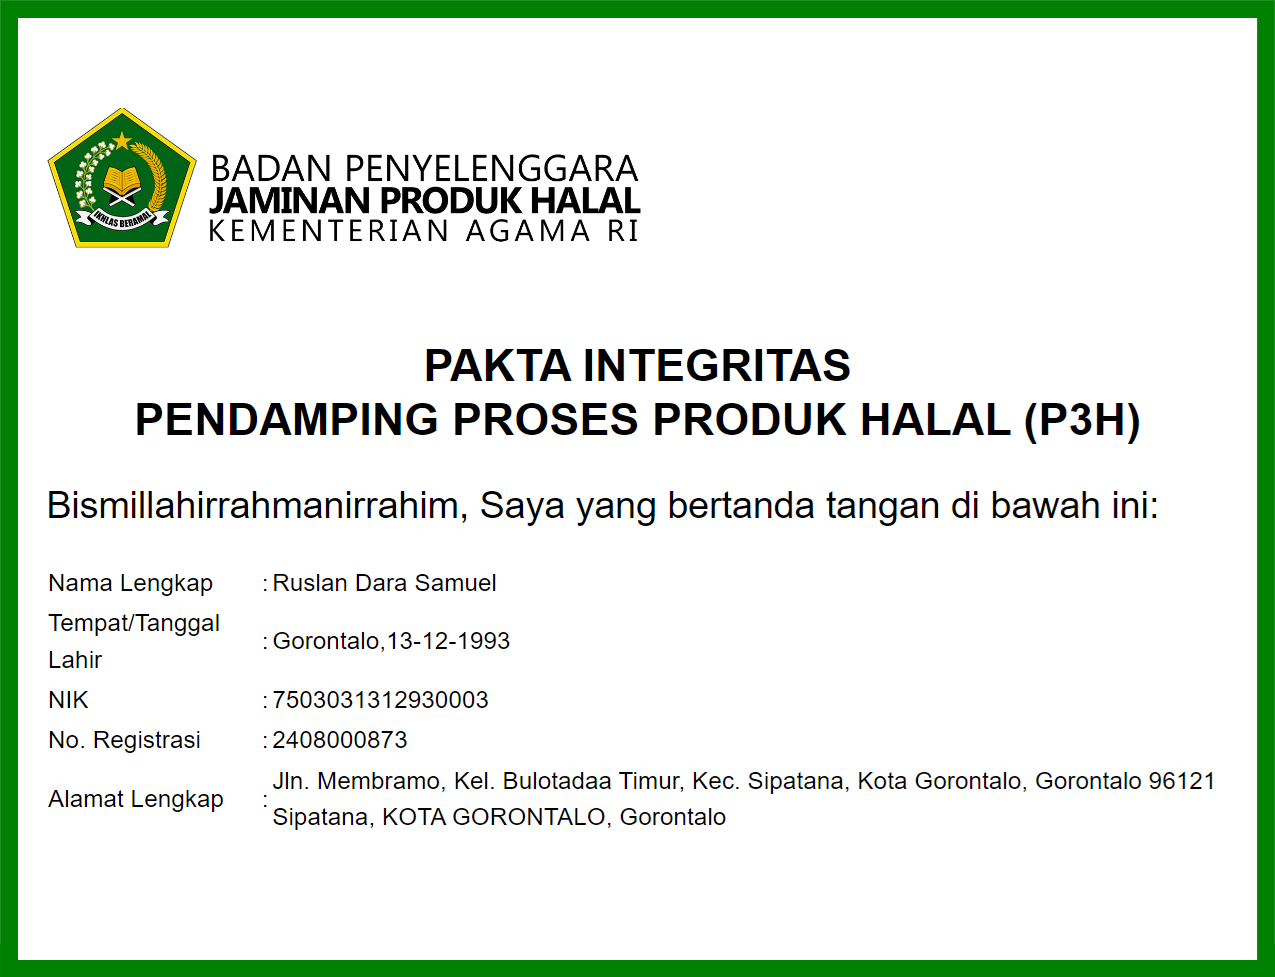 IKHLAS BERAMAL
BADAN PENYELENGGARA
JAMINAN PRODUK HALAL
KEMENTERIAN AGAMA RI
PAKTA INTEGRITAS
PENDAMPING PROSES PRODUK HALAL (P3H)
Bismillahirrahmanirrahim, Saya yang bertanda tangan di bawah ini:
Nama Lengkap : Ruslan Dara Samuel
Tempat/Tanggal
Lahir : Gorontalo,13-12-1993
NIK : 7503031312930003
No. Registrasi : 2408000873
Alamat Lengkap : Jln. Membramo, Kel. Bulotadaa Timur, Kec. Sipatana, Kota Gorontalo, Gorontalo 96121
Sipatana, KOTA GORONTALO, Gorontalo